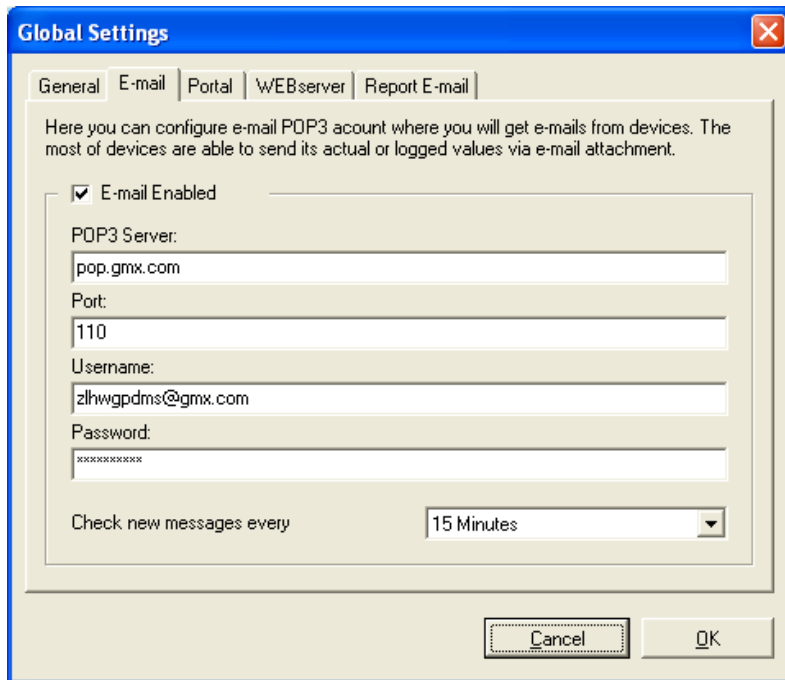 Global Settings
General E-mail Portal WEBserver Report E-mail
Here you can configure e-mail POP3 acount where you will get e-mails from devices. The
most of devices are able to send its actual or logged values via e-mail attachment.
E-mail Enabled
POP3 Server:
pop.gmx.com
Port:
110
Username:
zlhwgpdms@gmx.com
Password:
××××××××××
Check new messages every 15 Minutes
Cancel OK